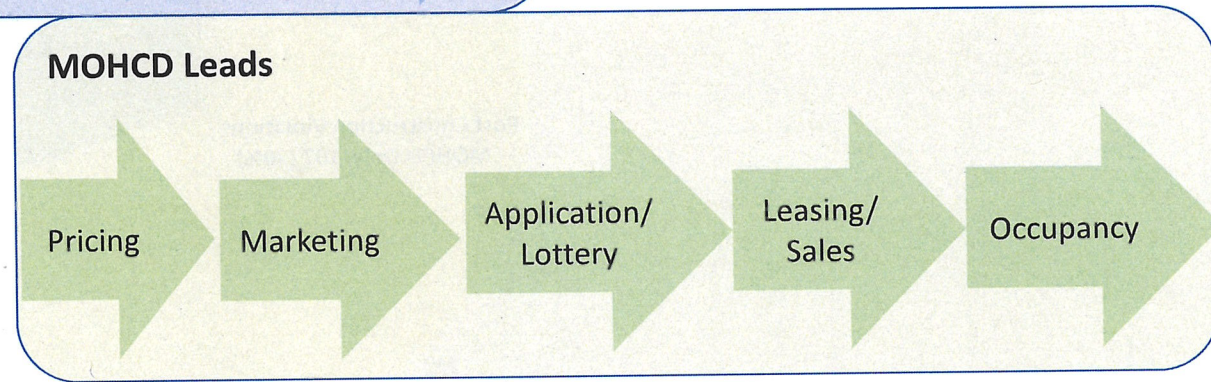 MOHCD Leads
Pricing
Marketing
Application/
Lottery
Leasing/
Sales
Occupancy